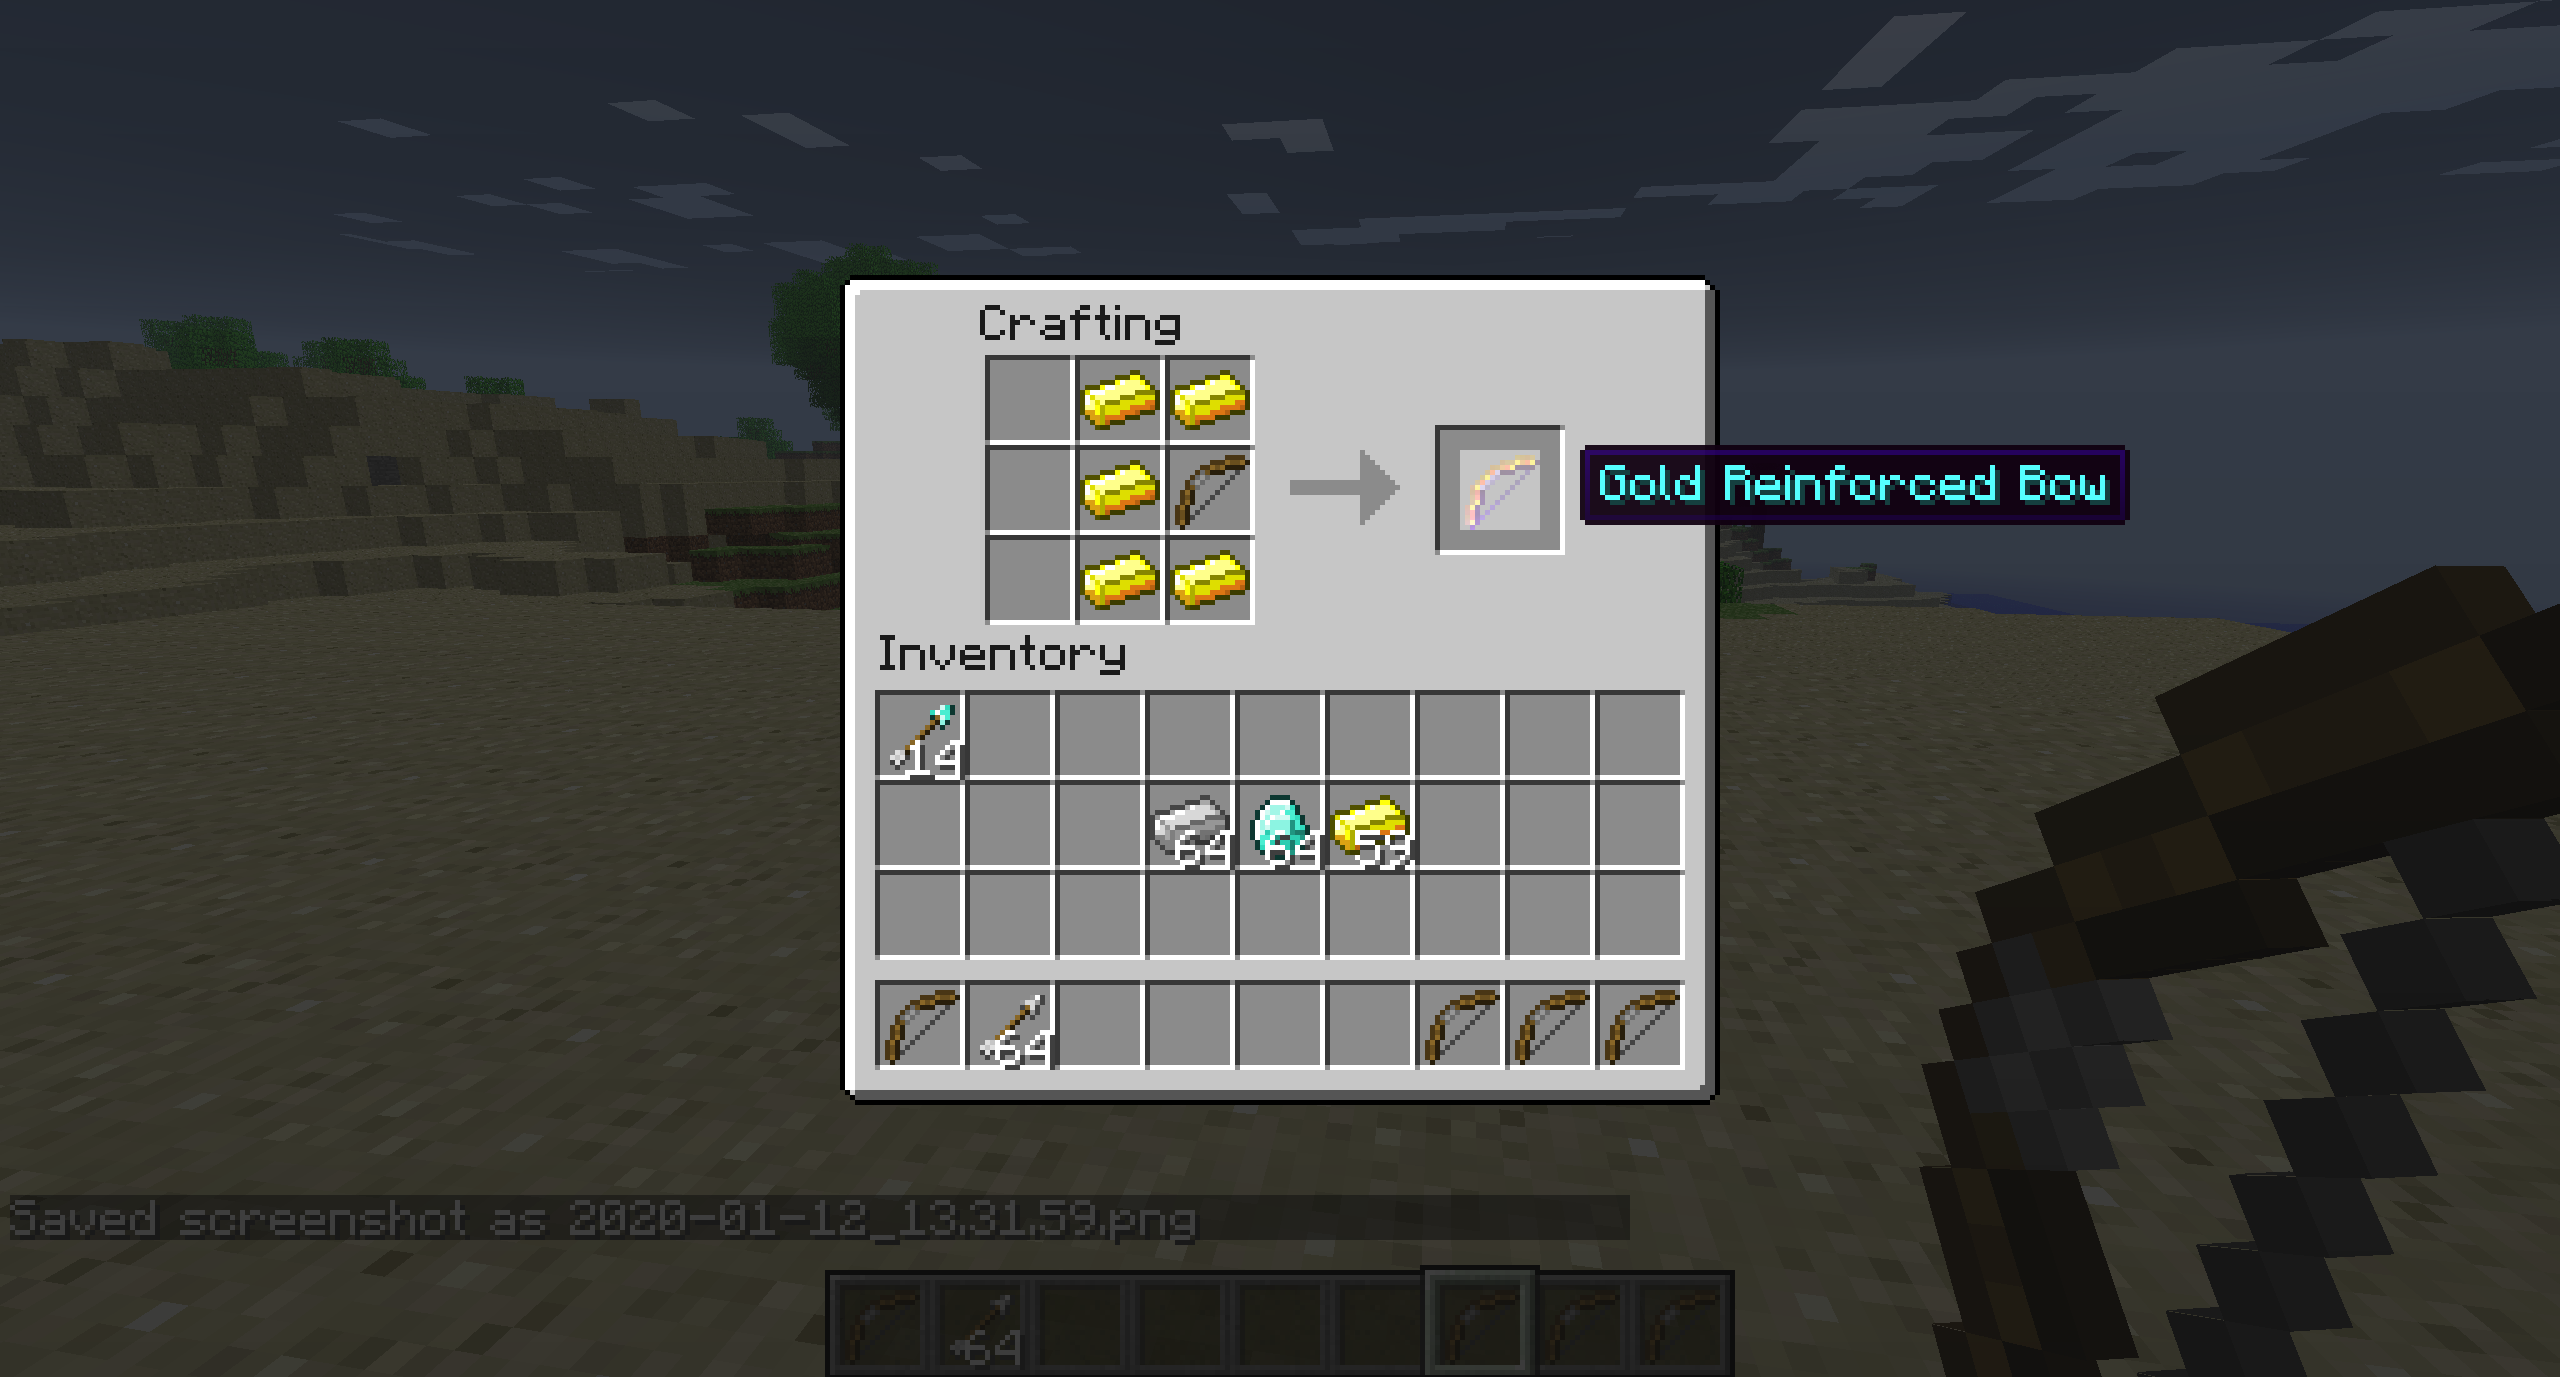 Crafting
Gold Reinforced Bow
Inventory
14
64
64
59
64
Saved screenshot as 2020-01-12_13.31.59.png
64